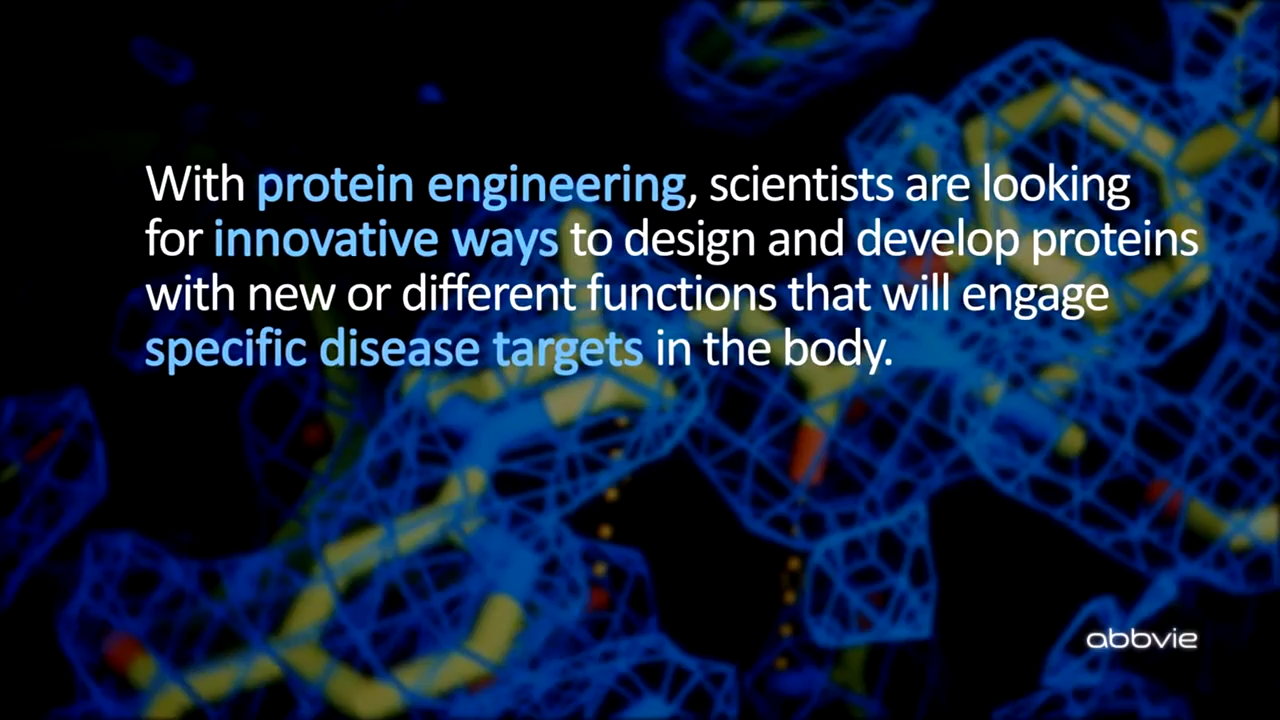 With protein engineering, scientists are looking
for innovative ways to design and develop proteins
with new or different functions that will engage
specific disease targets in the body.
abbvie